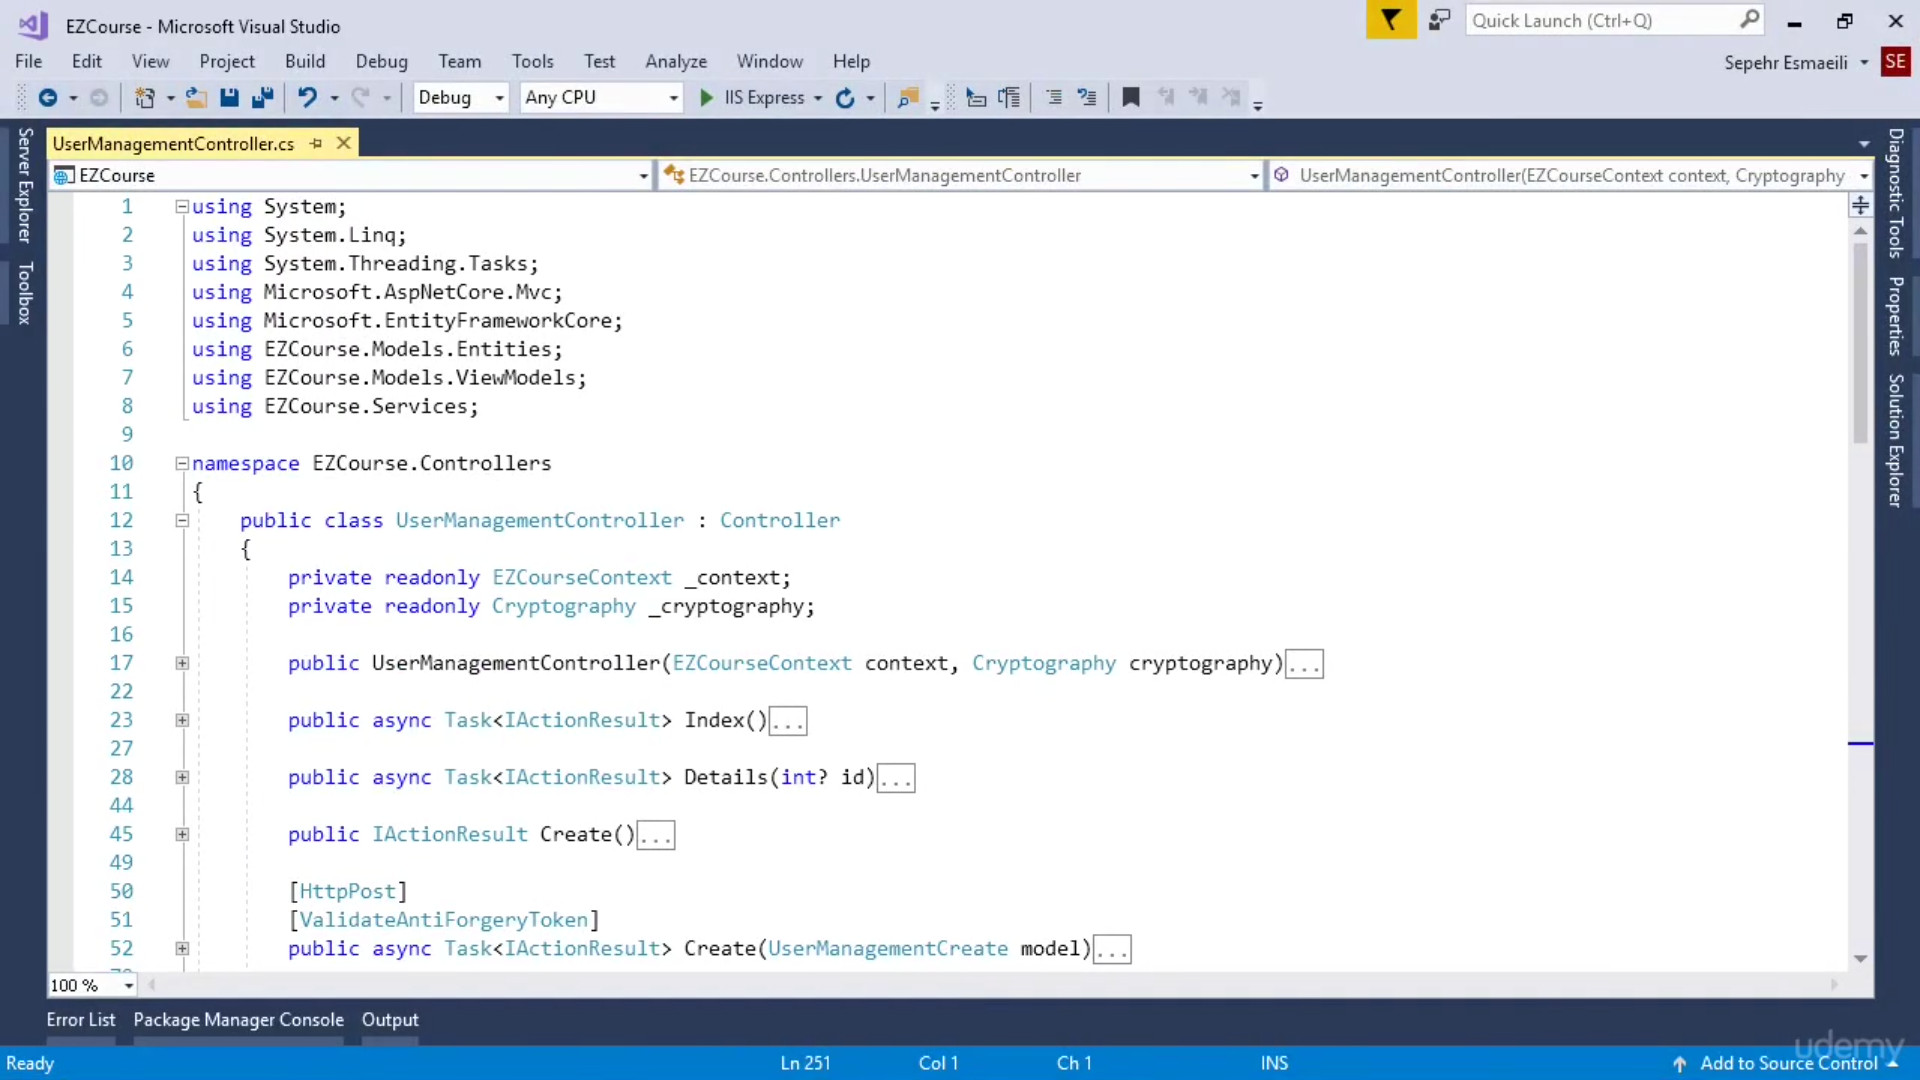 EZCourse - Microsoft Visual Studio
Quick Launch (Ctrl+Q)
File Edit View Project Build Debug Team Tools Test Analyze Window Help
Sepehr Esmaeili SE
Debug Any CPU IIS Express
Server Explorer
Toolbox
UserManagementController.cs
EZCourse EZCourse.Controllers.UserManagementController UserManagementController(EZCourseContext context, Cryptography
1 using System;
2 using System.Linq;
3 using System.Threading.Tasks;
4 using Microsoft.AspNetCore.Mvc;
5 using Microsoft.EntityFrameworkCore;
6 using EZCourse.Models.Entities;
7 using EZCourse.Models.ViewModels;
8 using EZCourse.Services;
9
10 namespace EZCourse.Controllers
11 {
12 public class UserManagementController : Controller
13 {
14 private readonly EZCourseContext _context;
15 private readonly Cryptography _cryptography;
16
17 public UserManagementController(EZCourseContext context, Cryptography cryptography)...
22
23 public async Task<IActionResult> Index()...
27
28 public async Task<IActionResult> Details(int? id)...
44
45 public IActionResult Create()...
49
50 [HttpPost]
51 [ValidateAntiForgeryToken]
52 public async Task<IActionResult> Create(UserManagementCreate model)...
Diagnostic Tools
Properties
Solution Explorer
100 %
Error List Package Manager Console Output
Ready Ln 251 Col 1 Ch 1 INS Add to Source Control
udemy